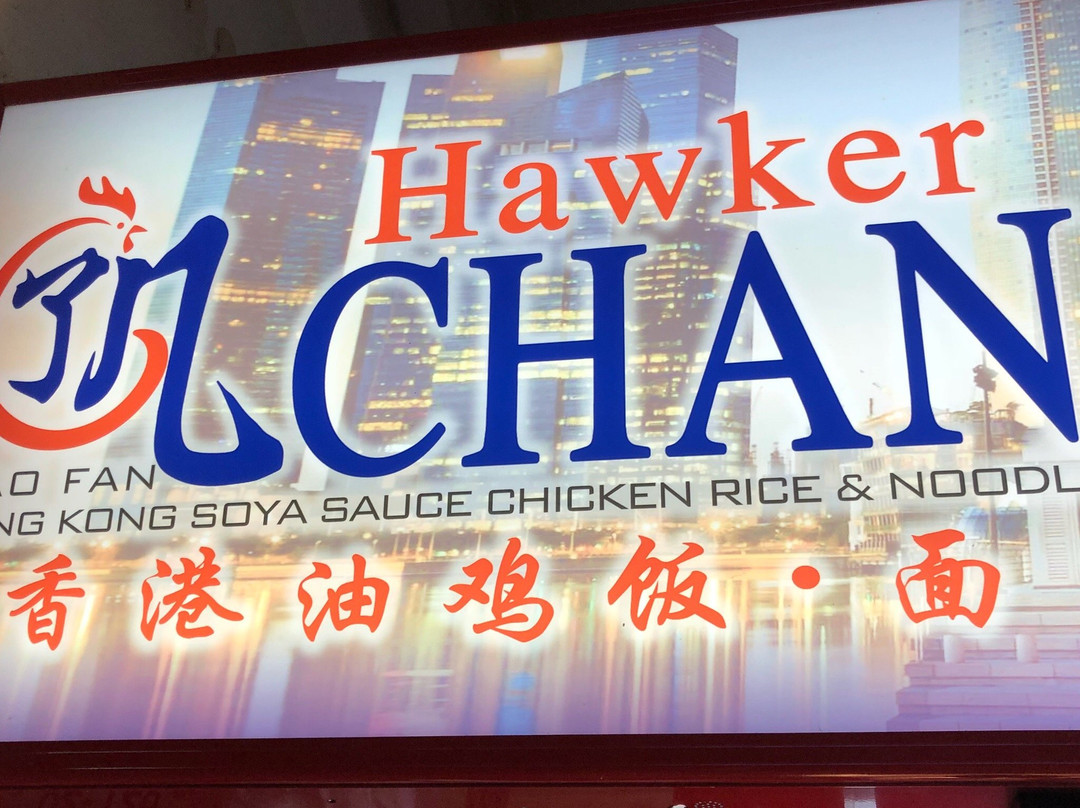 Hawker
了凡 CHAN
AO FAN
NG KONG SOYA SAUCE CHICKEN RICE & NOODL
香港油鸡饭·面